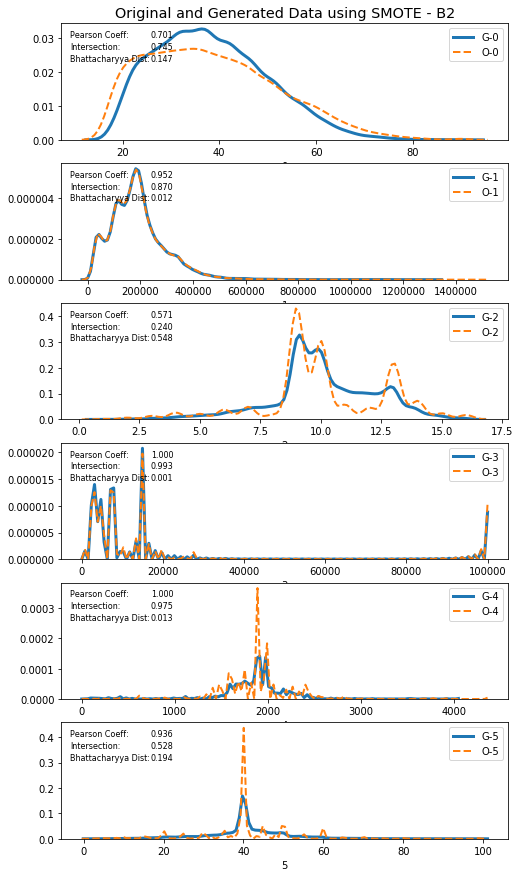 Original and Generated Data using SMOTE - B2
Pearson Coeff: 0.701
Intersection: 0.745
Bhattacharyya Dist: 0.147
G-0
O-0
0.03
0.02
0.01
0.00
20 40 60 80
Pearson Coeff: 0.952
Intersection: 0.870
Bhattacharyya Dist: 0.012
G-1
O-1
0.000004
0.000002
0.000000
0 200000 400000 600000 800000 1000000 1200000 1400000
Pearson Coeff: 0.571
Intersection: 0.240
Bhattacharyya Dist: 0.548
G-2
O-2
0.4
0.3
0.2
0.1
0.0
0.0 2.5 5.0 7.5 10.0 12.5 15.0 17.5
Pearson Coeff: 1.000
Intersection: 0.993
Bhattacharyya Dist: 0.001
G-3
O-3
0.000020
0.000015
0.000010
0.000005
0.000000
0 20000 40000 60000 80000 100000
Pearson Coeff: 1.000
Intersection: 0.975
Bhattacharyya Dist: 0.013
G-4
O-4
0.0003
0.0002
0.0001
0.0000
0 1000 2000 3000 4000
Pearson Coeff: 0.936
Intersection: 0.528
Bhattacharyya Dist: 0.194
G-5
O-5
0.4
0.3
0.2
0.1
0.0
0 20 40 60 80 100
5